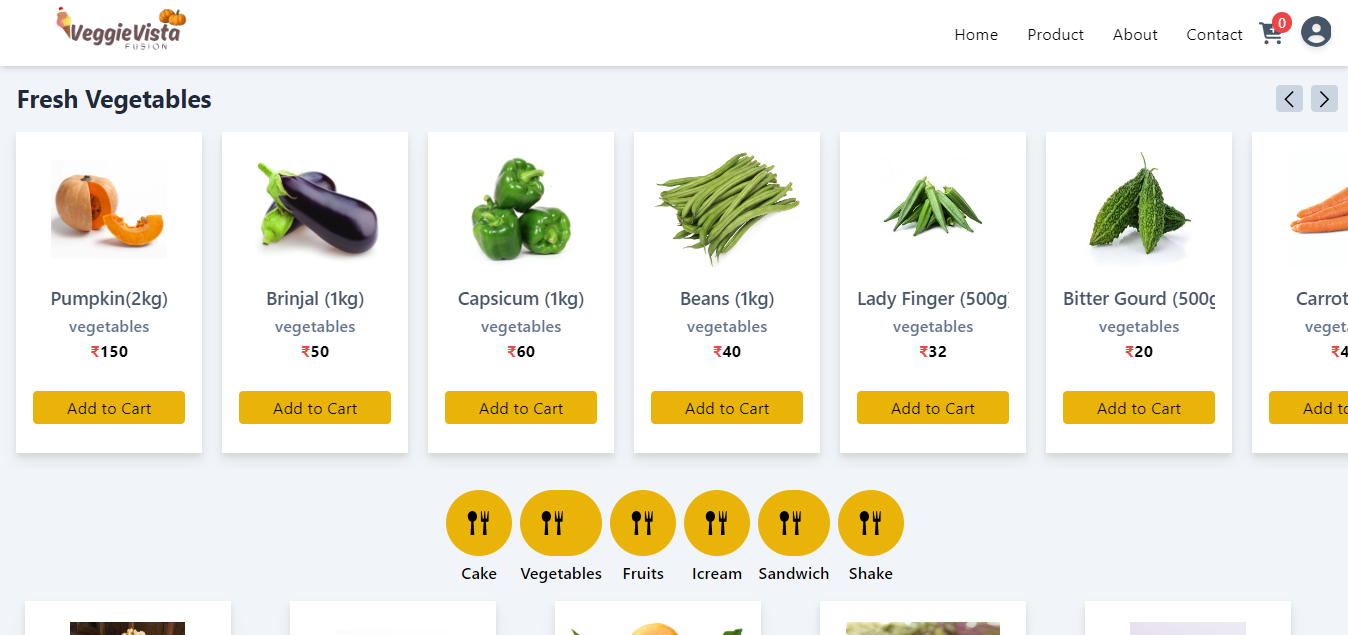 VeggieVista
FUSION
Home Product About Contact 0
Fresh Vegetables
Pumpkin(2kg) Brinjal (1kg) Capsicum (1kg) Beans (1kg) Lady Finger (500g) Bitter Gourd (500g Carrot
vegetables vegetables vegetables vegetables vegetables vegetables veget
₹150 ₹50 ₹60 ₹40 ₹32 ₹20 ₹4
Add to Cart Add to Cart Add to Cart Add to Cart Add to Cart Add to Cart Add to
Cake Vegetables Fruits Icream Sandwich Shake